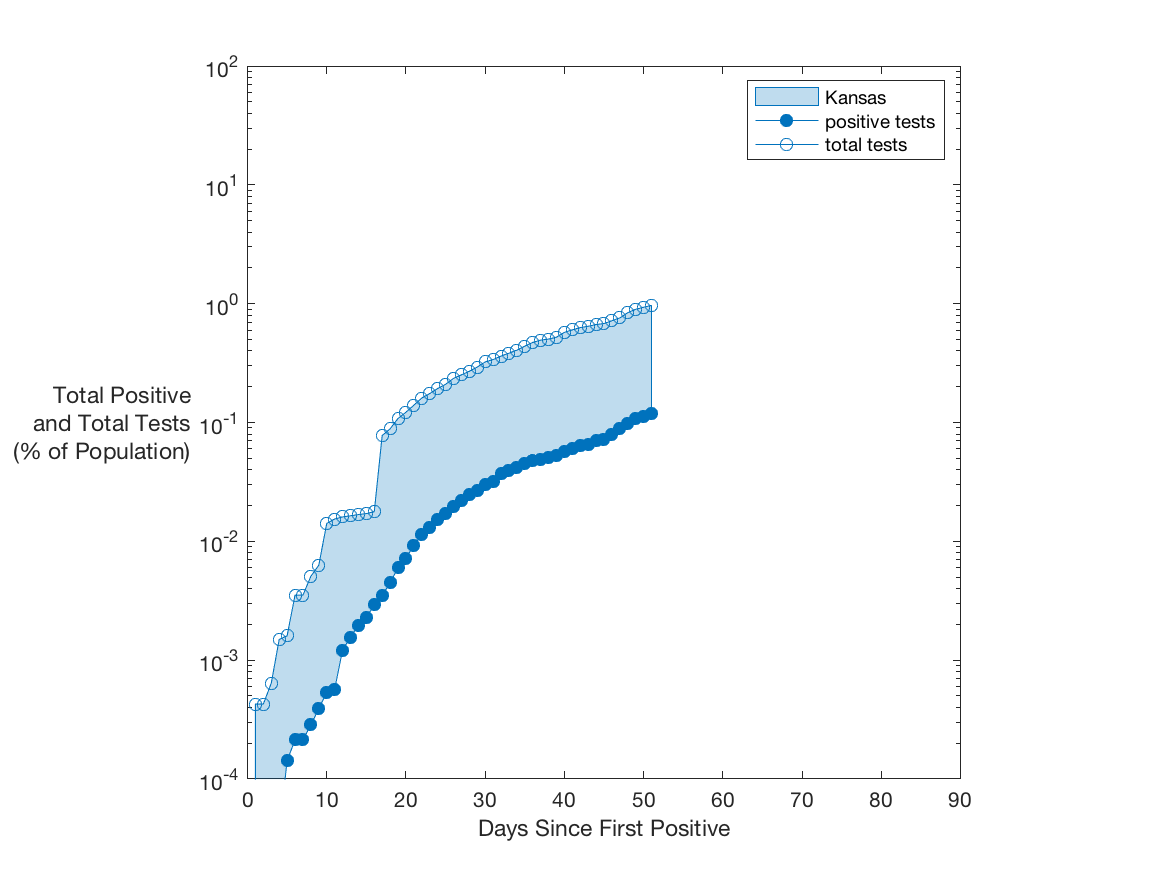 10^2
10^1
10^0
10^-1
10^-2
10^-3
10^-4
Total Positive
and Total Tests
(% of Population)
Kansas
positive tests
total tests
0 10 20 30 40 50 60 70 80 90
Days Since First Positive